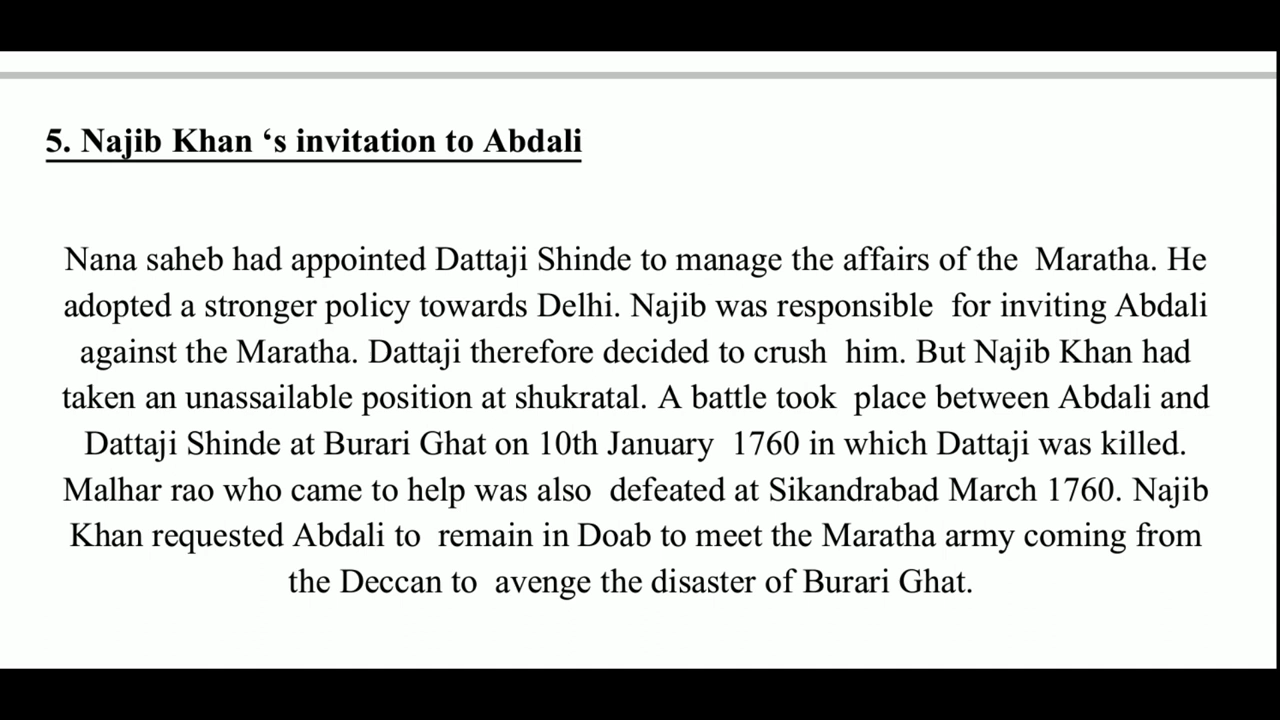 5. Najib Khan ‘s invitation to Abdali
Nana saheb had appointed Dattaji Shinde to manage the affairs of the Maratha. He
adopted a stronger policy towards Delhi. Najib was responsible for inviting Abdali
against the Maratha. Dattaji therefore decided to crush him. But Najib Khan had
taken an unassailable position at shukratal. A battle took place between Abdali and
Dattaji Shinde at Burari Ghat on 10th January 1760 in which Dattaji was killed.
Malhar rao who came to help was also defeated at Sikandrabad March 1760. Najib
Khan requested Abdali to remain in Doab to meet the Maratha army coming from
the Deccan to avenge the disaster of Burari Ghat.